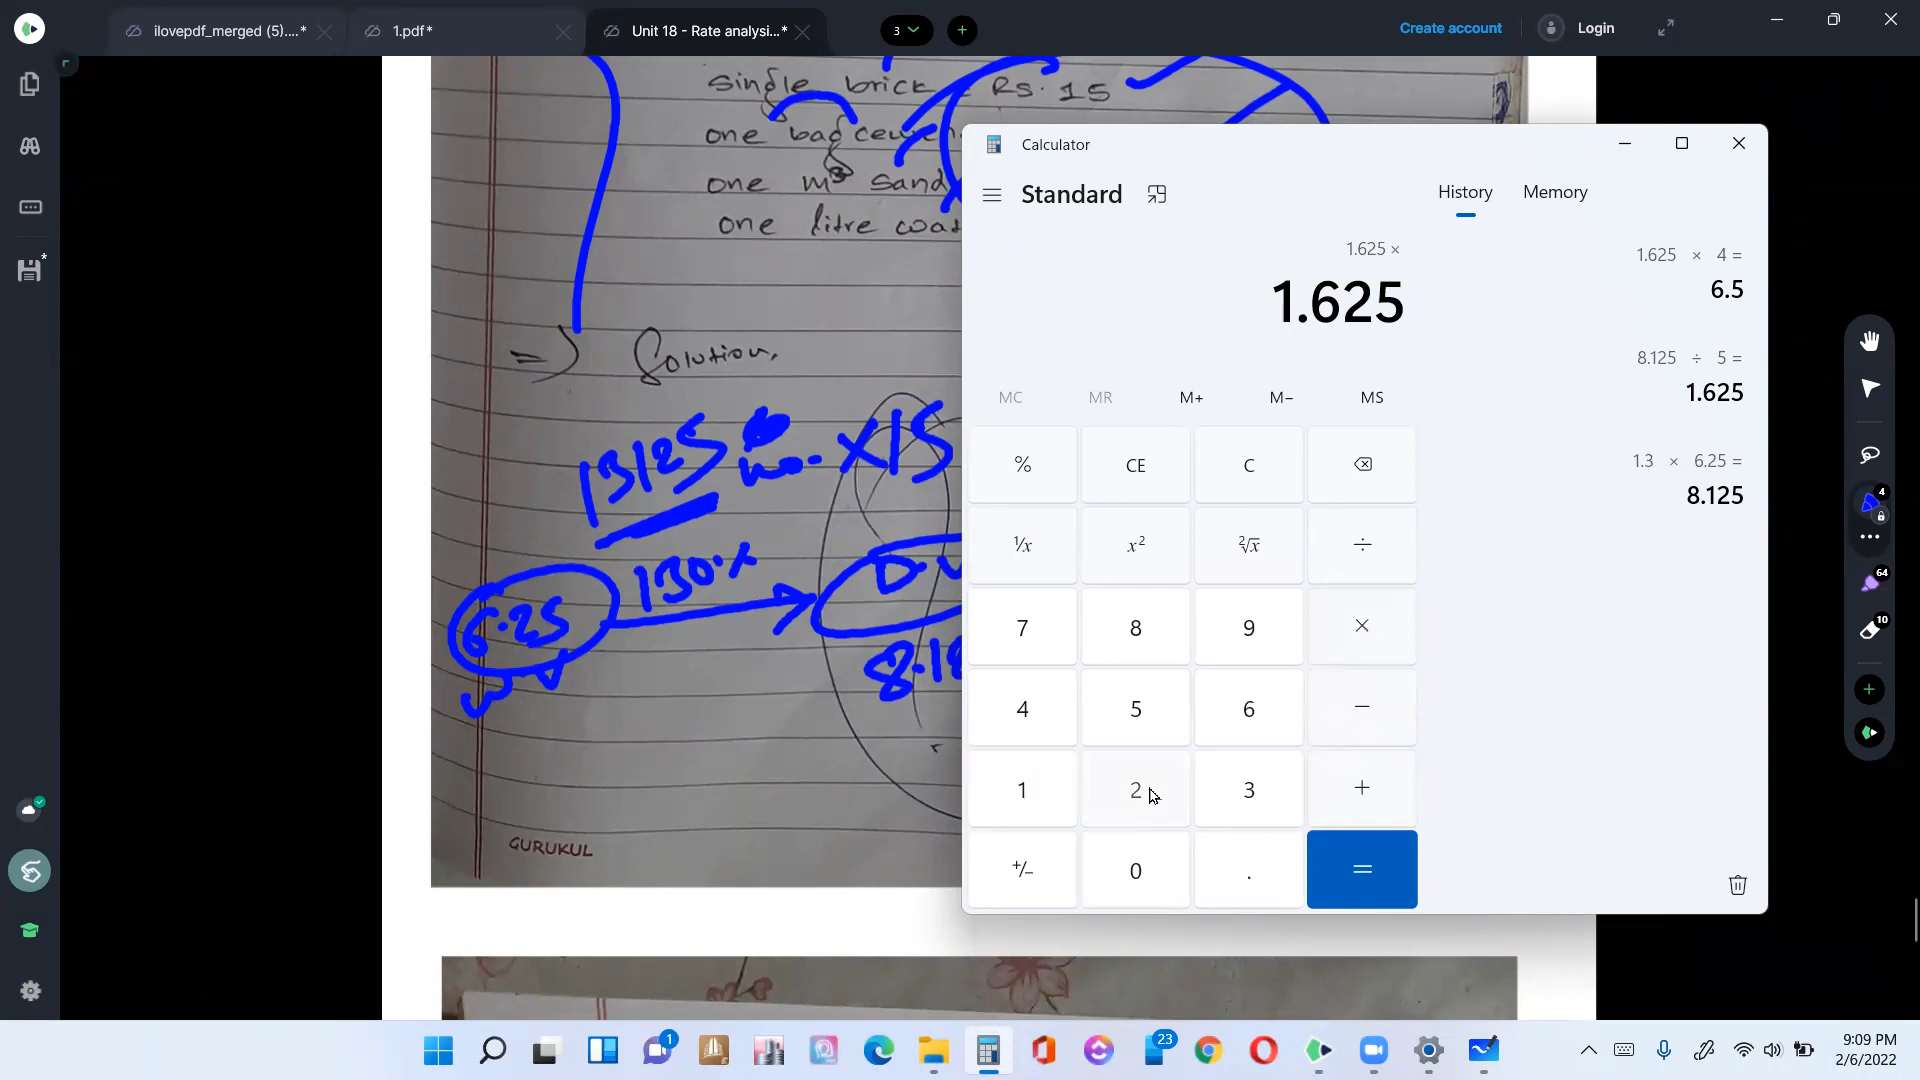 ilovepdf_merged (5)....*
1.pdf*
Unit 18 - Rate analysi...*
3
Create account
Login
single brick = RS. 15
one bag
one m³ sand
one litre
=) Solution,
13125 no. X15
6.25
130%
GURUKUL
Calculator
Standard
History
Memory
1.625 ×
1.625
1.625 × 4 =
6.5
8.125 ÷ 5 =
1.625
1.3 × 6.25 =
8.125
MC MR M+ M− MS
% CE C
¹/x x² ²√x ÷
7 8 9 ×
4 5 6 −
1 2 3 +
+/− 0 . =
4
64
10
1
23
9:09 PM
2/6/2022